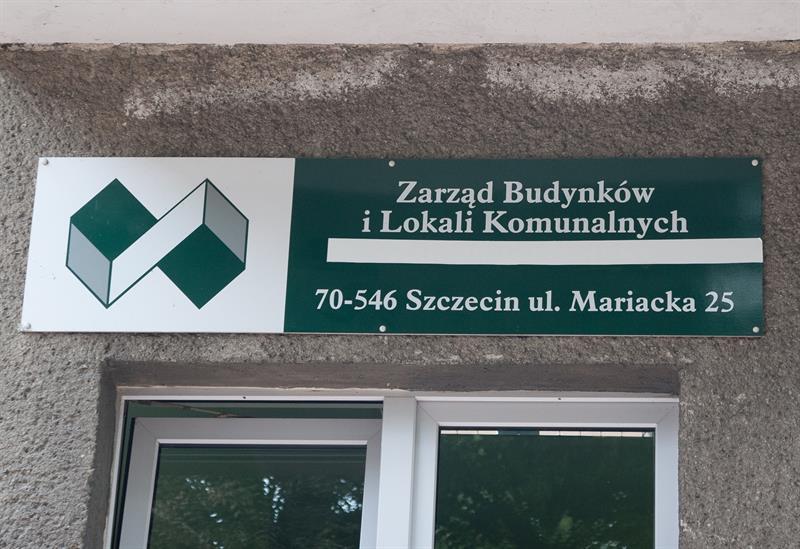 Zarząd Budynków
i Lokali Komunalnych
70-546 Szczecin ul. Mariacka 25